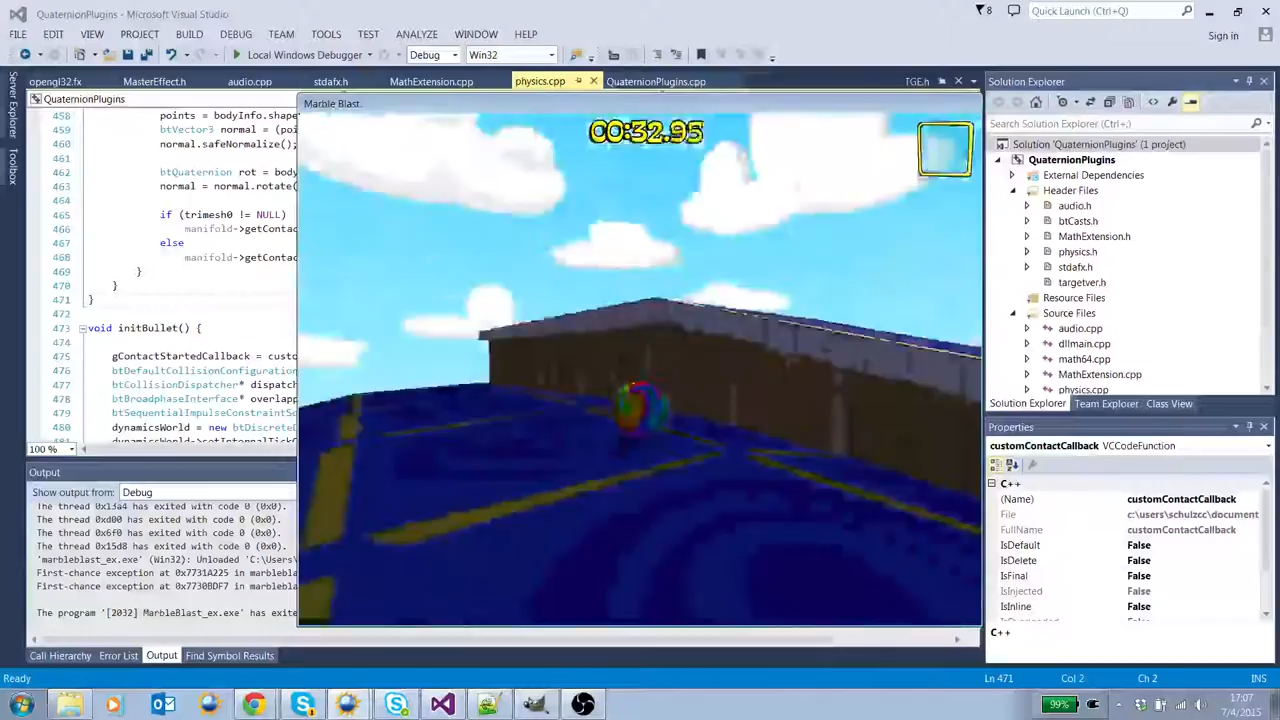 QuaternionPlugins - Microsoft Visual Studio
8
Quick Launch (Ctrl+Q)
FILE EDIT VIEW PROJECT BUILD DEBUG TEAM TOOLS TEST ANALYZE WINDOW HELP
Sign in
Local Windows Debugger Debug Win32
opengl32.fx MasterEffect.h audio.cpp stdafx.h MathExtension.cpp physics.cpp QuaternionPlugins.cpp TGE.h
Server Explorer
Toolbox
QuaternionPlugins
458 points = bodyInfo.shape
459 btVector3 normal = (poi
460 normal.safeNormalize();
461
462 btQuaternion rot = body
463 normal = normal.rotate(
464
465 if (trimesh0 != NULL)
466 manifold->getConta
467 else
468 manifold->getConta
469 }
470 }
471 }
472
473 void initBullet() {
474
475 gContactStartedCallback = custo
476 btDefaultCollisionConfiguration
477 btCollisionDispatcher* dispatch
478 btBroadphaseInterface* overlapp
479 btSequentialImpulseConstraintSo
480 dynamicsWorld = new btDiscreteD
100 %
Marble Blast.
00:32.95
Output
Show output from: Debug
The thread 0x13a4 has exited with code 0 (0x0).
The thread 0xd00 has exited with code 0 (0x0).
The thread 0x6f0 has exited with code 0 (0x0).
The thread 0x15d8 has exited with code 0 (0x0).
'marbleblast_ex.exe' (Win32): Unloaded 'C:\Users\
First-chance exception at 0x7731A225 in marblebla
First-chance exception at 0x7730BDF7 in marblebla
The program '[2032] MarbleBlast_ex.exe' has exite
Call Hierarchy Error List Output Find Symbol Results
Solution Explorer
Search Solution Explorer (Ctrl+;)
Solution 'QuaternionPlugins' (1 project)
QuaternionPlugins
External Dependencies
Header Files
audio.h
btCasts.h
MathExtension.h
physics.h
stdafx.h
targetver.h
Resource Files
Source Files
audio.cpp
dllmain.cpp
math64.cpp
MathExtension.cpp
physics.cpp
Solution Explorer Team Explorer Class View
Properties
customContactCallback VCCodeFunction
C++
(Name) customContactCallback
File c:\users\schulzcc\document
FullName customContactCallback
IsDefault False
IsDelete False
IsFinal False
IsInjected False
IsInline False
C++
Ready Ln 471 Col 2 Ch 2 INS
99%
17:07
7/4/2015